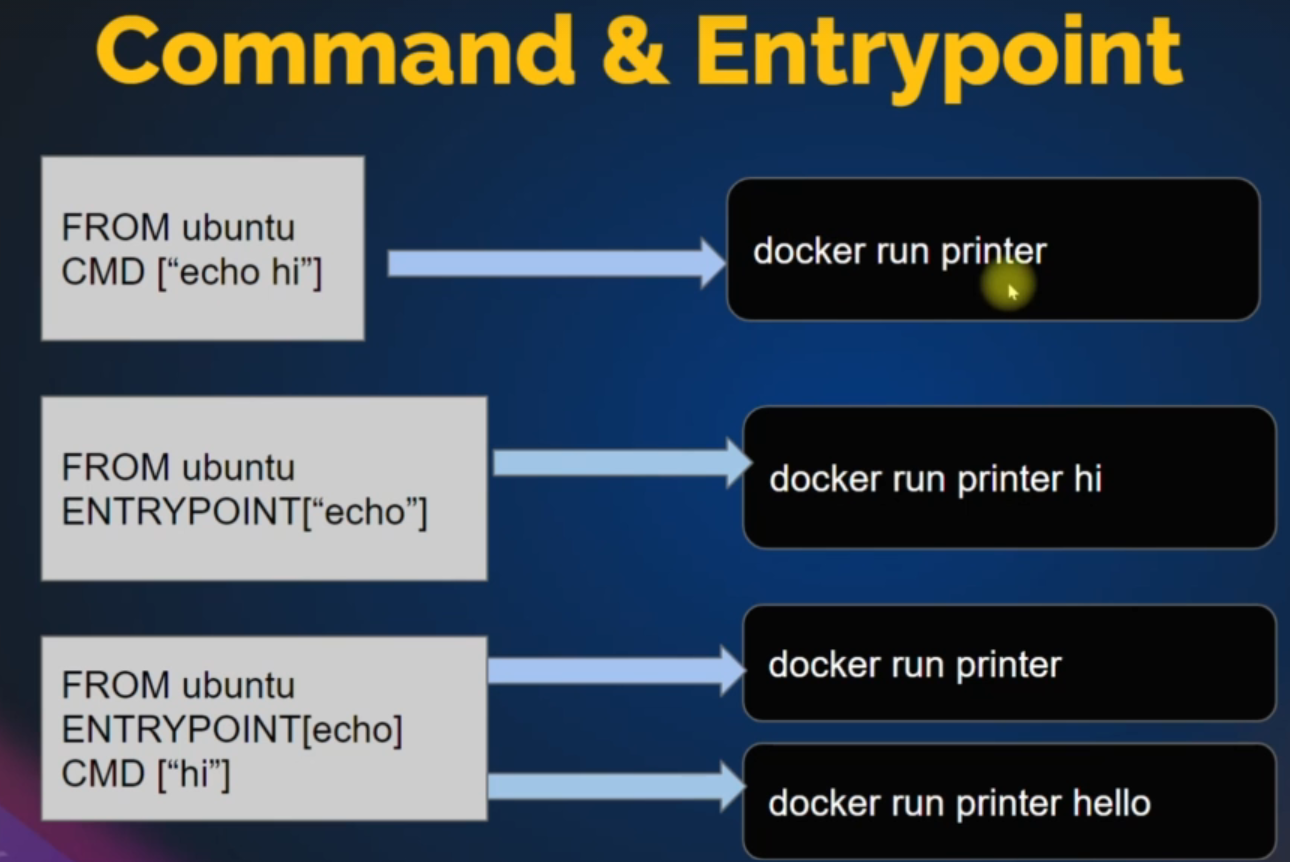 Command & Entrypoint
FROM ubuntu
CMD [“echo hi”]
docker run printer
FROM ubuntu
ENTRYPOINT[“echo”]
docker run printer hi
FROM ubuntu
ENTRYPOINT[echo]
CMD [“hi”]
docker run printer
docker run printer hello